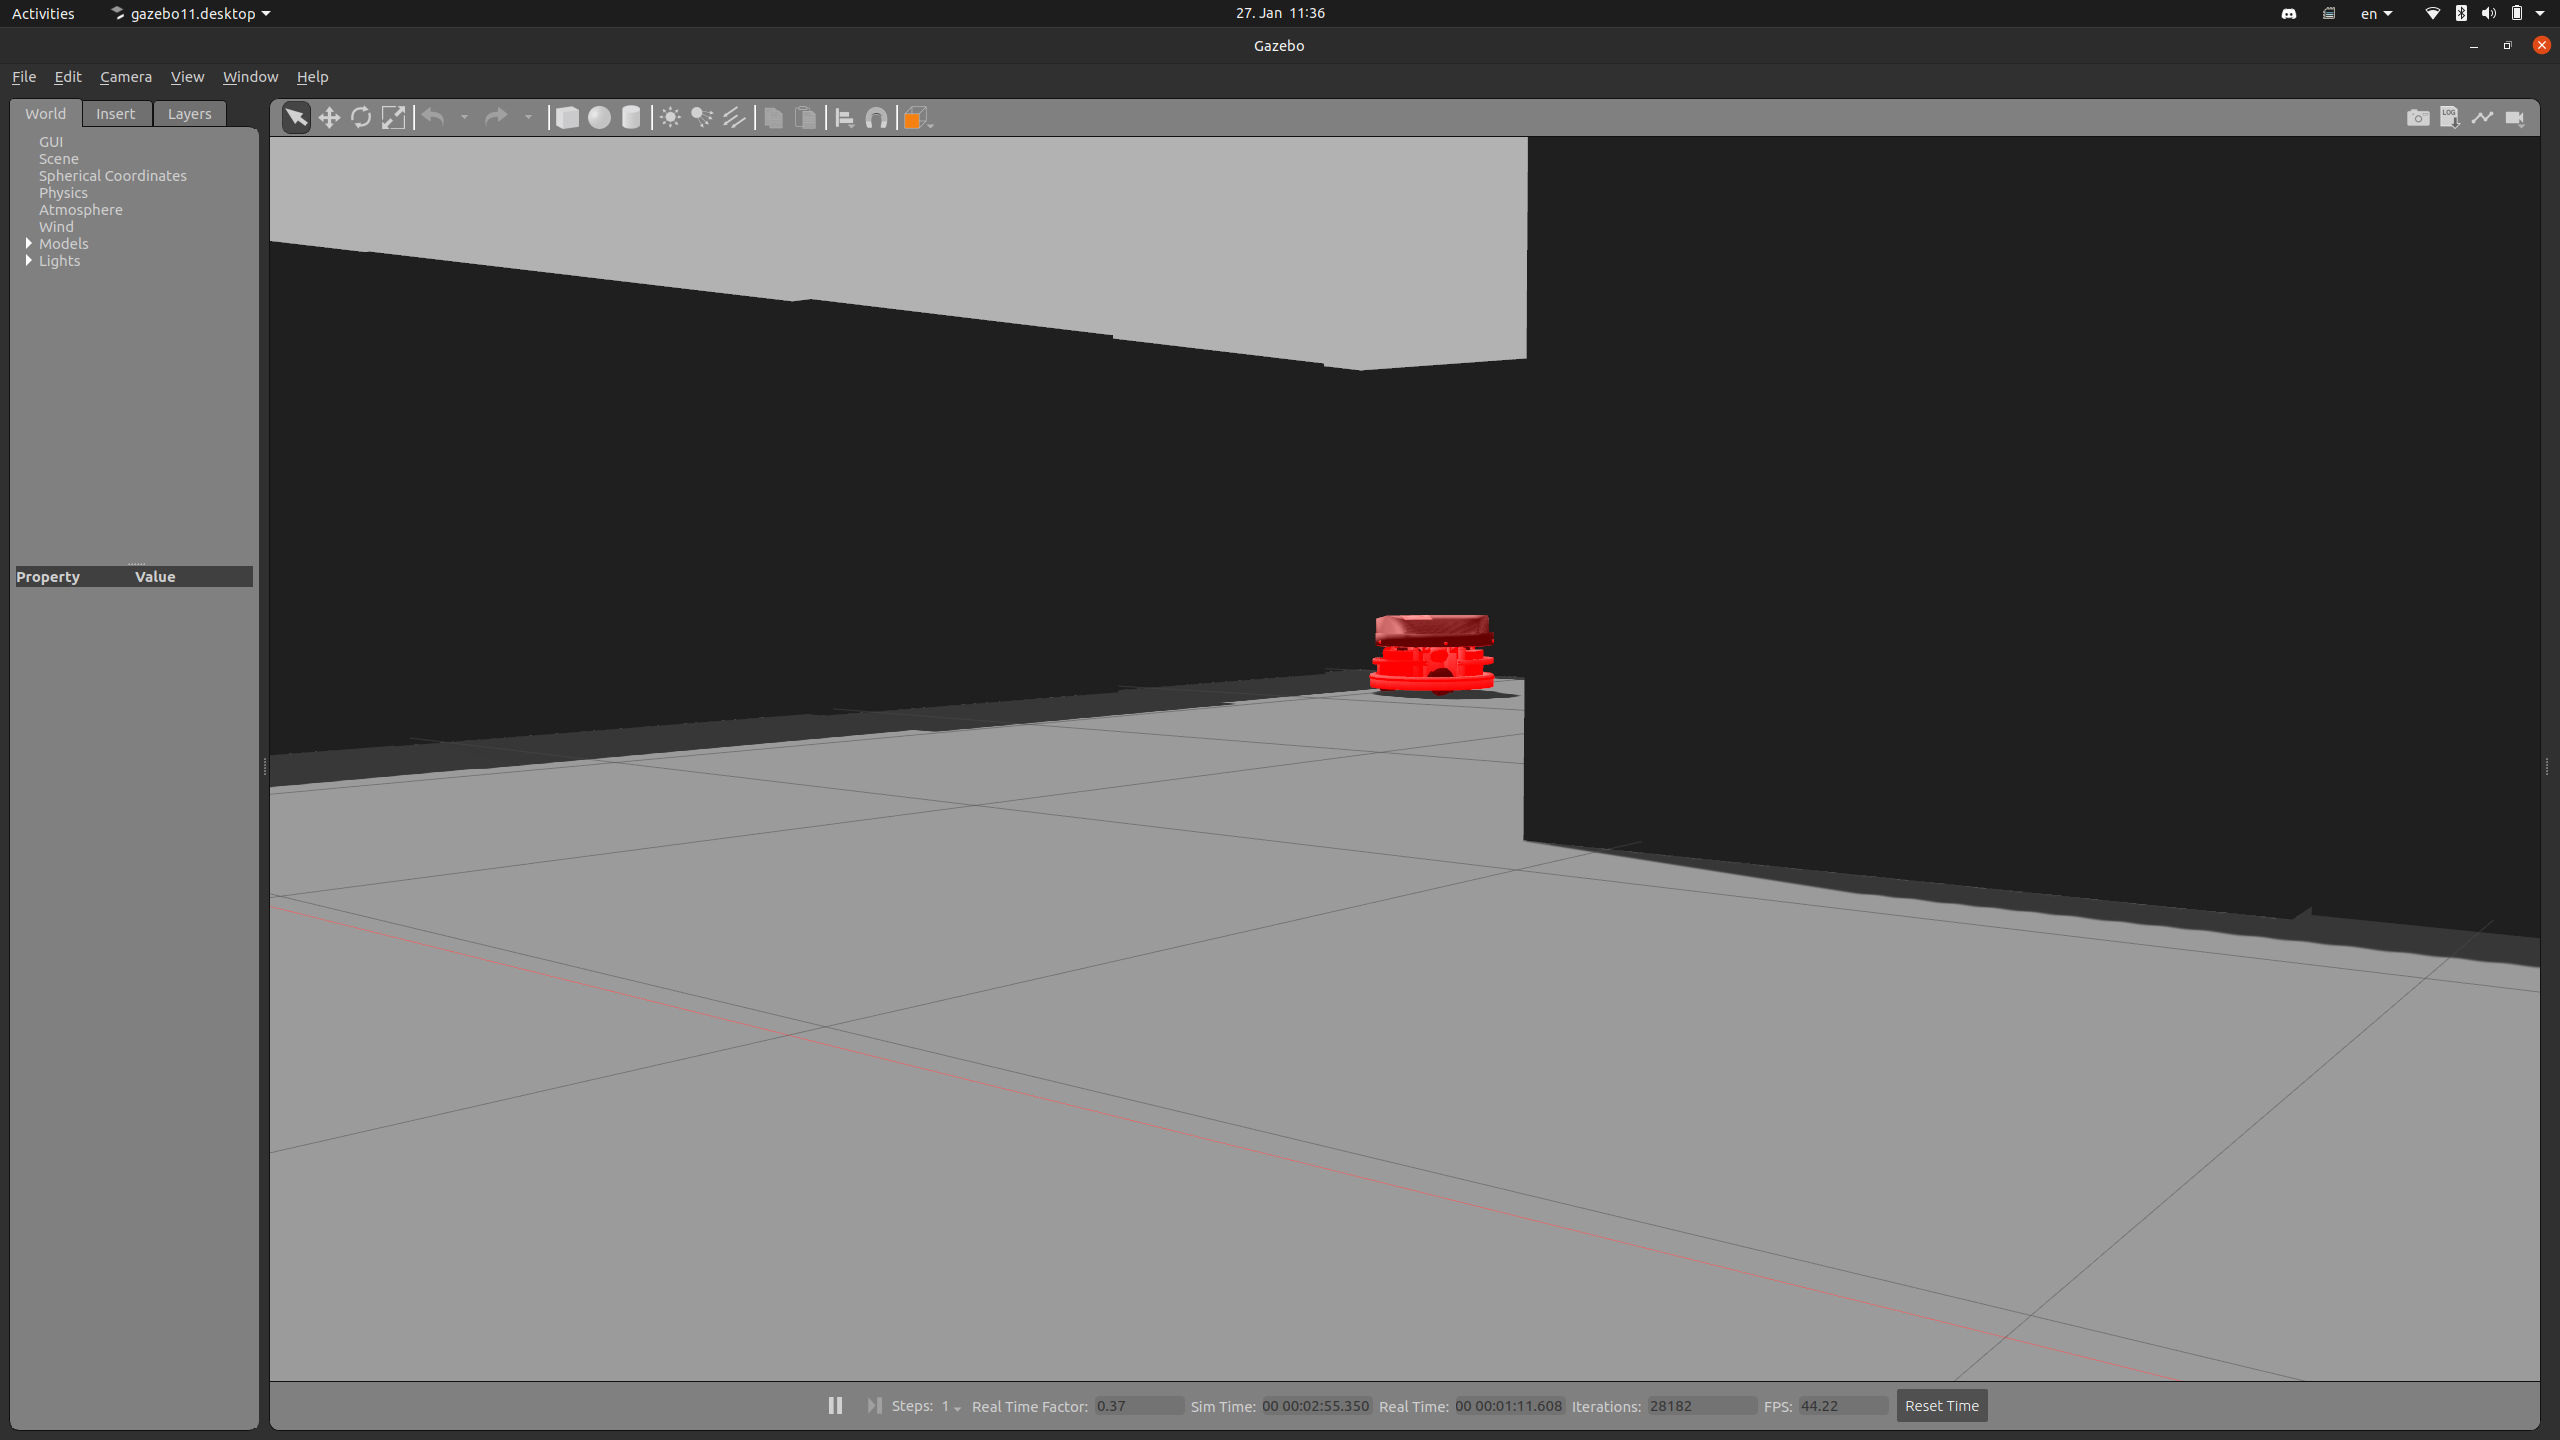 Activities gazebo11.desktop 27. Jan 11:36 en
Gazebo
File Edit Camera View Window Help
World Insert Layers
LOG
GUI
Scene
Spherical Coordinates
Physics
Atmosphere
Wind
Models
Lights
Property Value
Steps: 1 Real Time Factor: 0.37 Sim Time: 00 00:02:55.350 Real Time: 00 00:01:11.608 Iterations: 28182 FPS: 44.22 Reset Time